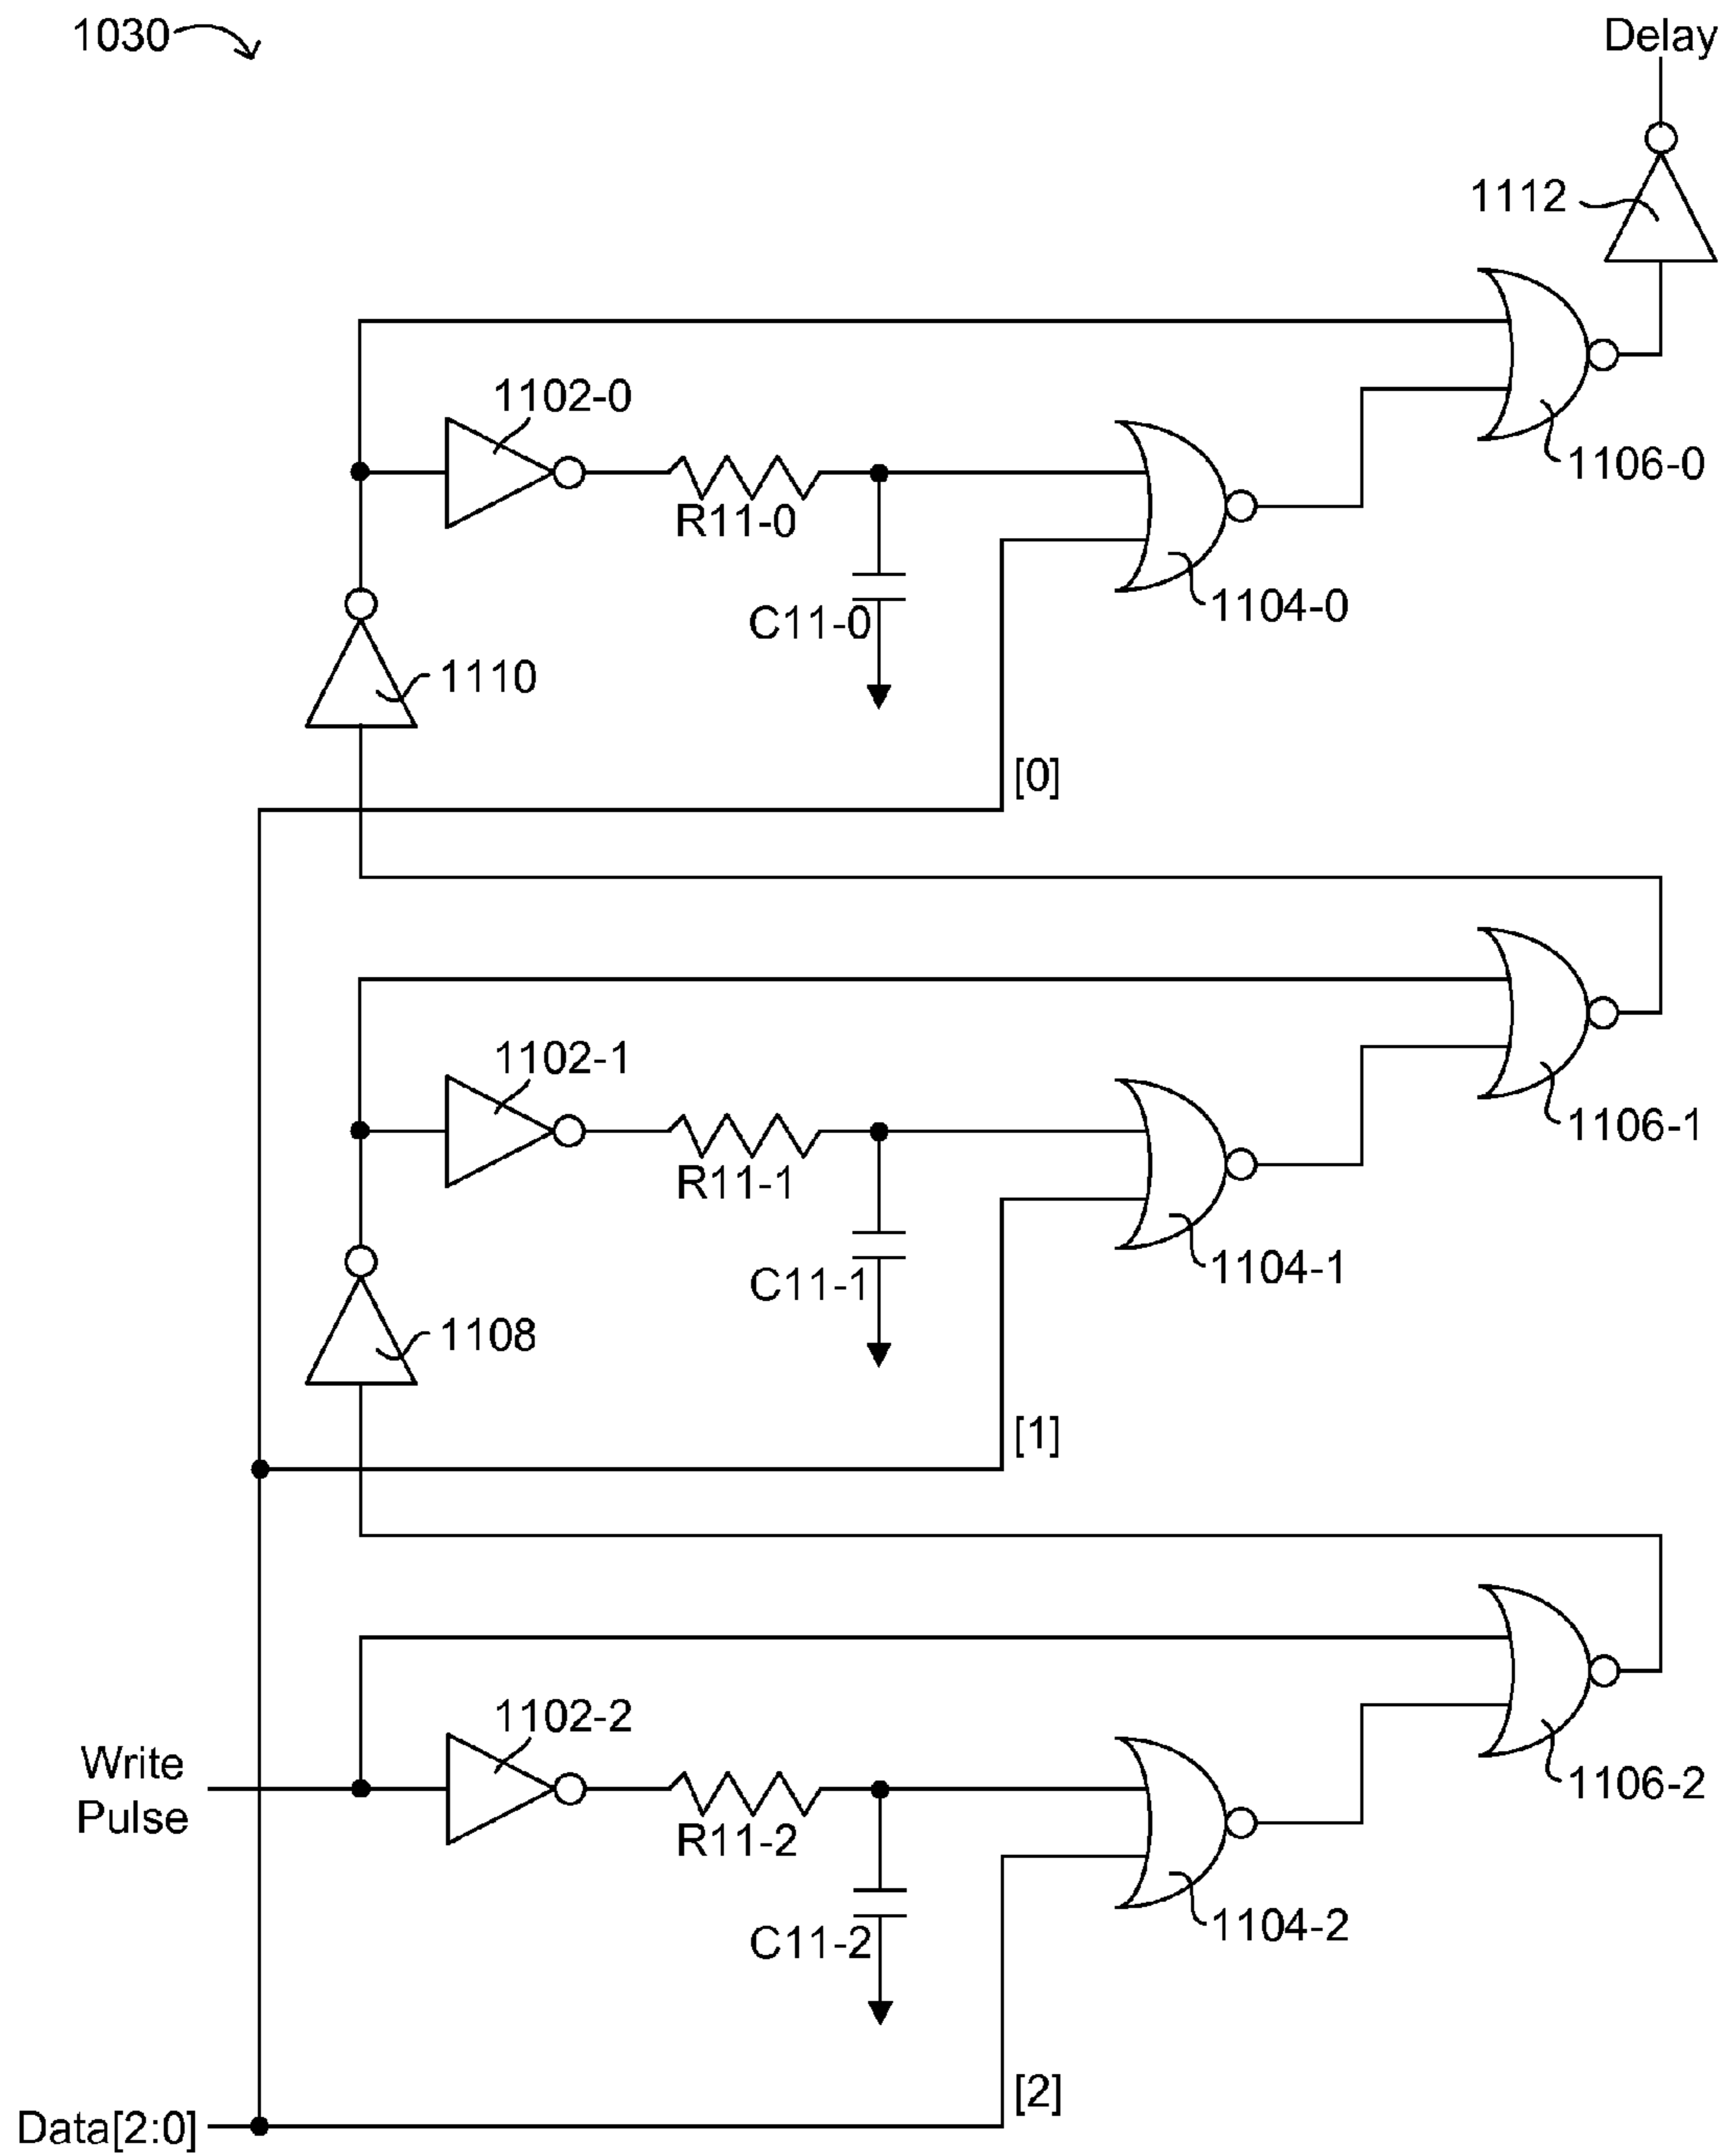 1030
Delay
1112
1102-0
1106-0
R11-0
1104-0
C11-0
1110
[0]
1102-1
1106-1
R11-1
1104-1
C11-1
1108
[1]
1102-2
Write
Pulse
1106-2
R11-2
1104-2
C11-2
[2]
Data[2:0]